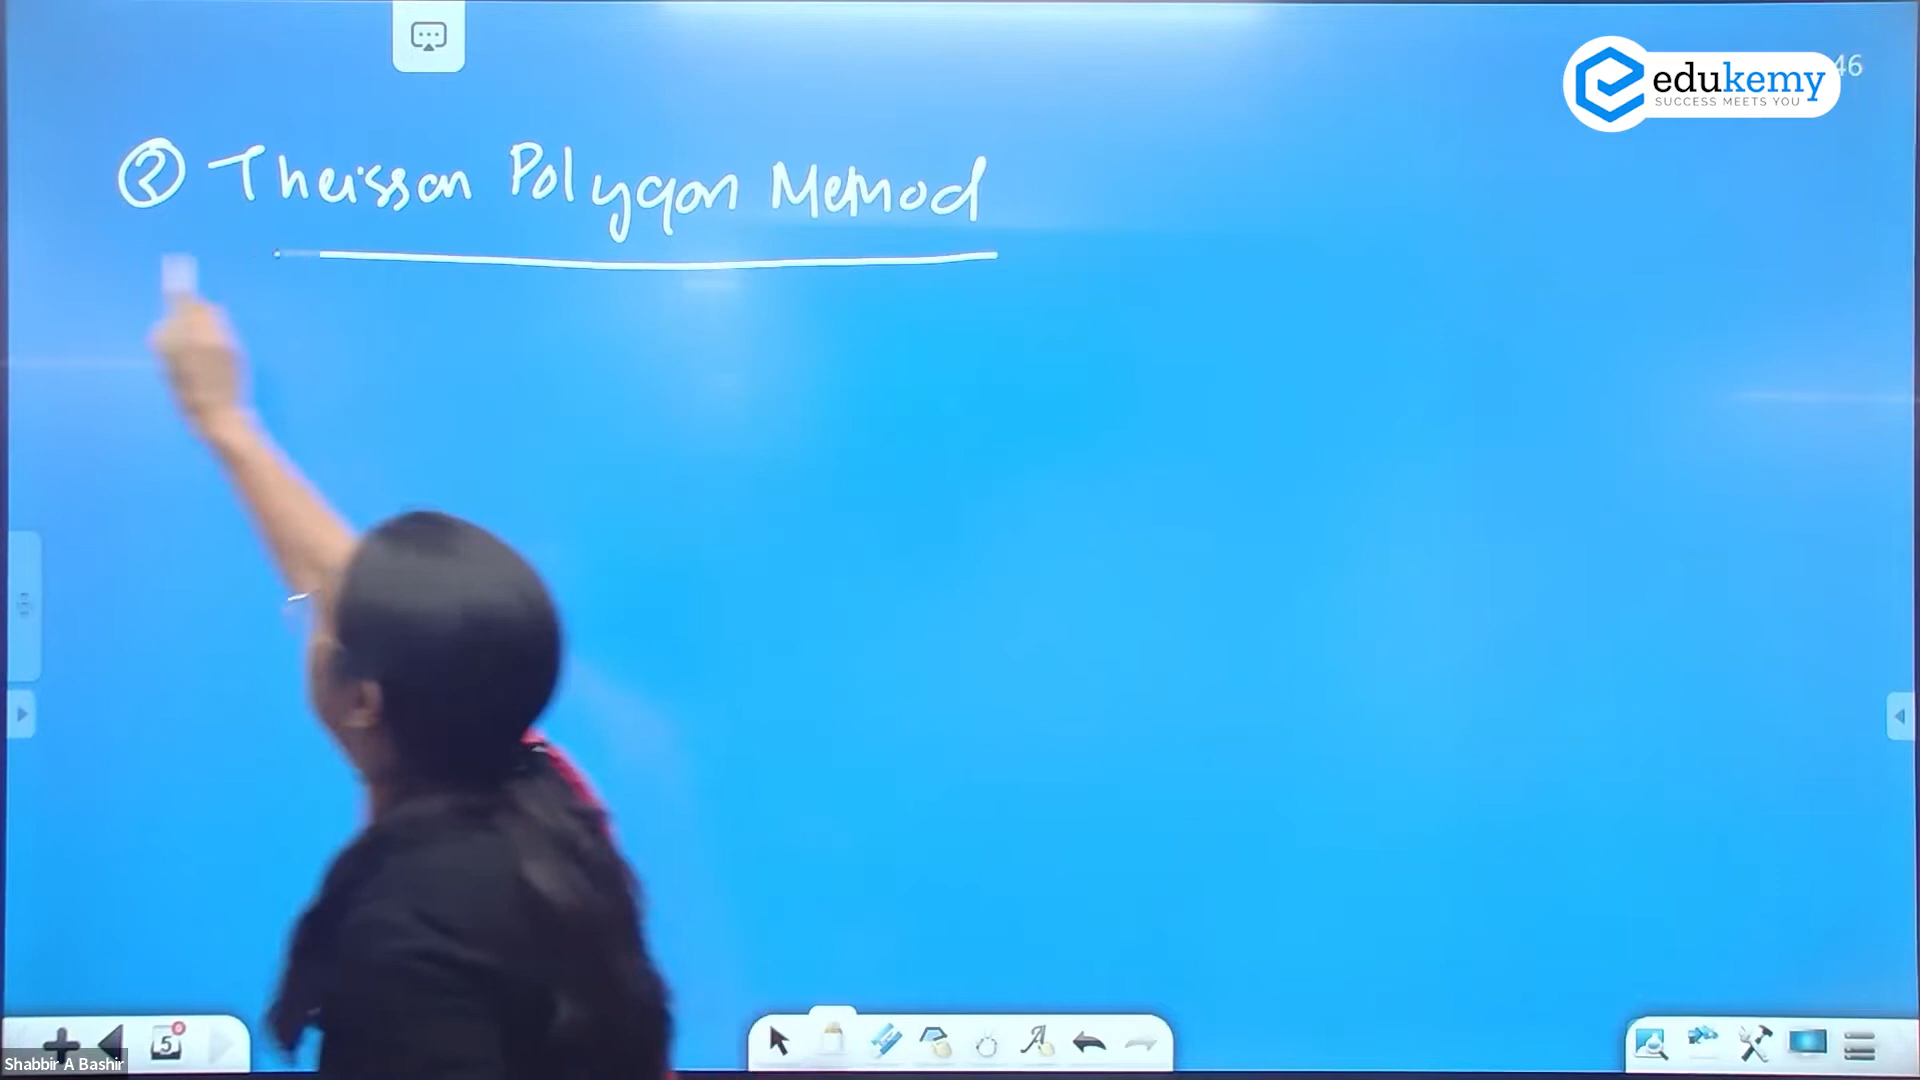 46
edukemy
SUCCESS MEETS YOU
② Theisson Polygon Method
5
Shabbir A Bashir